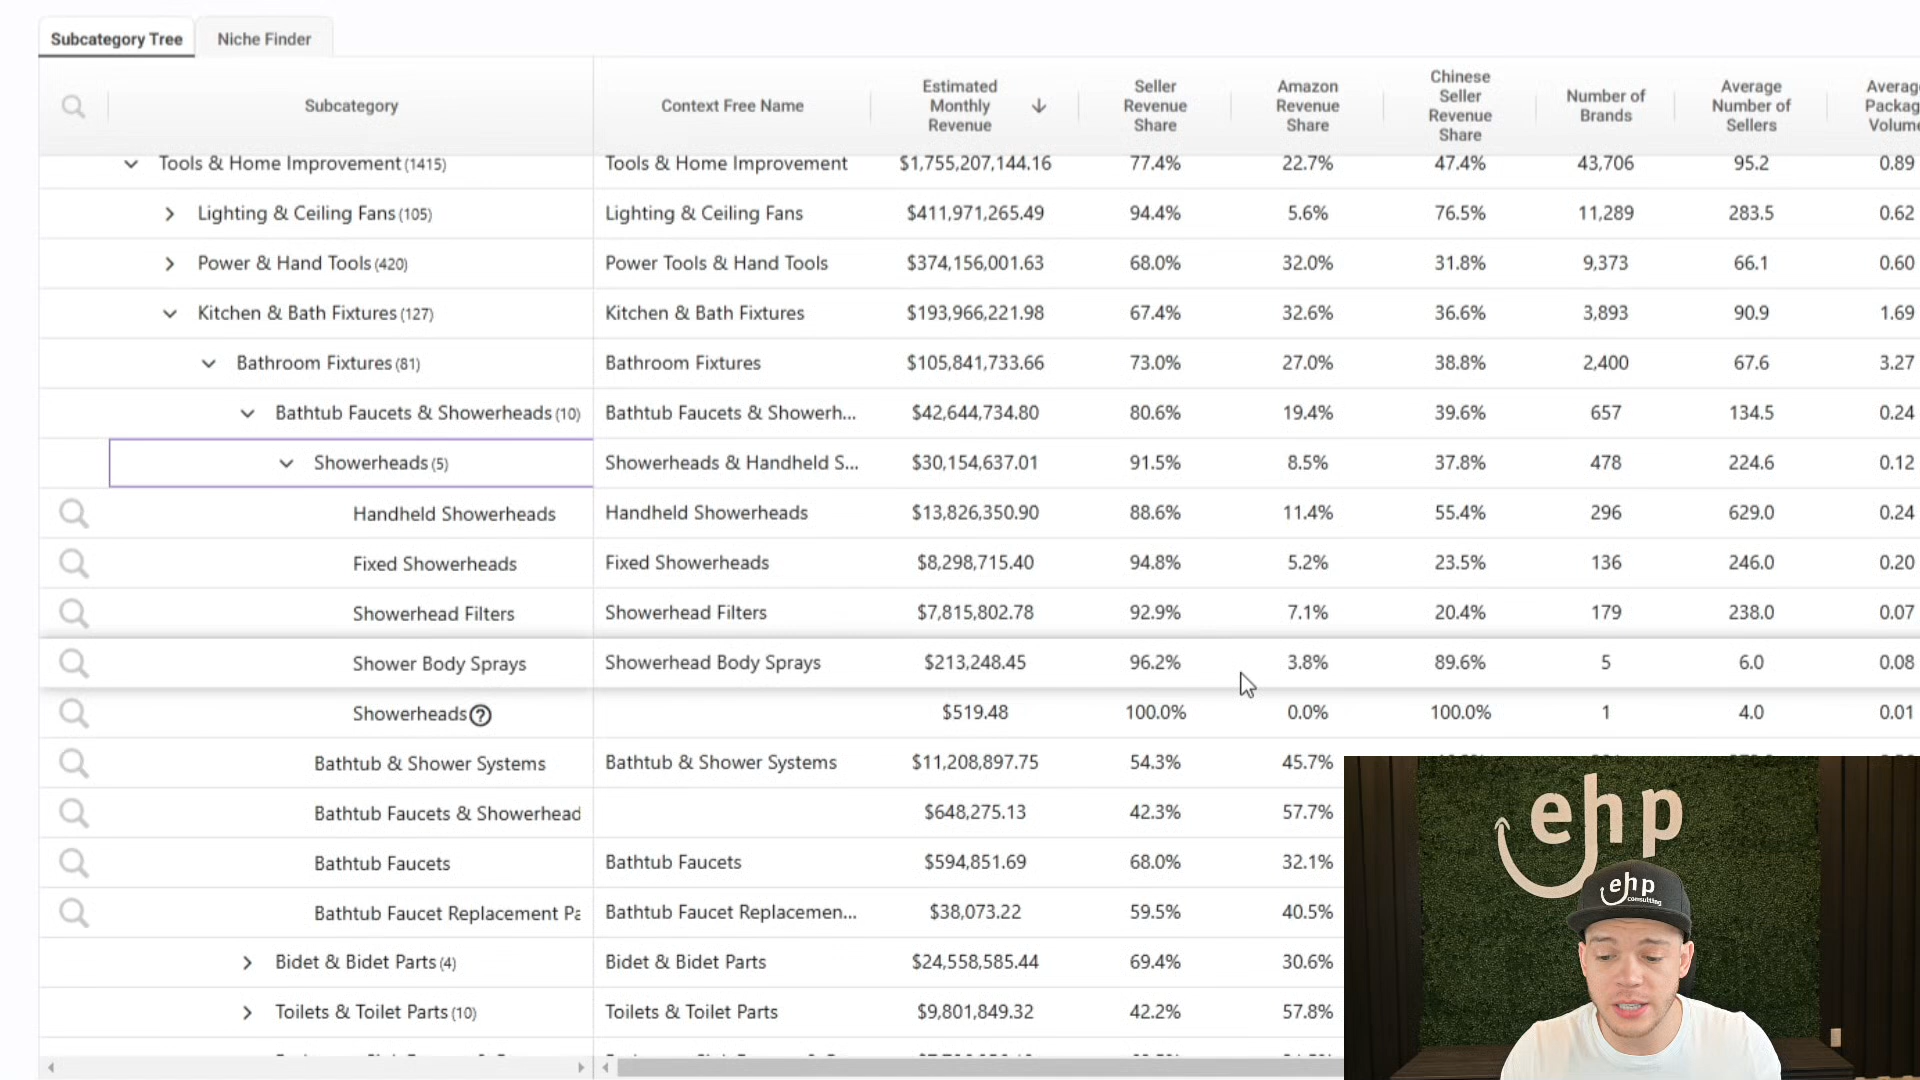 Subcategory Tree
Niche Finder
Subcategory
Context Free Name
Estimated
Monthly
Revenue
Seller
Revenue
Share
Amazon
Revenue
Share
Chinese
Seller
Revenue
Share
Number of
Brands
Average
Number of
Sellers
Tools & Home Improvement (1415) Tools & Home Improvement $1,755,207,144.16 77.4% 22.7% 47.4% 43,706 95.2 0.89
Lighting & Ceiling Fans (105) Lighting & Ceiling Fans $411,971,265.49 94.4% 5.6% 76.5% 11,289 283.5 0.62
Power & Hand Tools (420) Power Tools & Hand Tools $374,156,001.63 68.0% 32.0% 31.8% 9,373 66.1 0.60
Kitchen & Bath Fixtures (127) Kitchen & Bath Fixtures $193,966,221.98 67.4% 32.6% 36.6% 3,893 90.9 1.69
Bathroom Fixtures (81) Bathroom Fixtures $105,841,733.66 73.0% 27.0% 38.8% 2,400 67.6 3.27
Bathtub Faucets & Showerheads (10) Bathtub Faucets & Showerh... $42,644,734.80 80.6% 19.4% 39.6% 657 134.5 0.24
Showerheads (5) Showerheads & Handheld S... $30,154,637.01 91.5% 8.5% 37.8% 478 224.6 0.12
Handheld Showerheads Handheld Showerheads $13,826,350.90 88.6% 11.4% 55.4% 296 629.0 0.24
Fixed Showerheads Fixed Showerheads $8,298,715.40 94.8% 5.2% 23.5% 136 246.0 0.20
Showerhead Filters Showerhead Filters $7,815,802.78 92.9% 7.1% 20.4% 179 238.0 0.07
Shower Body Sprays Showerhead Body Sprays $213,248.45 96.2% 3.8% 89.6% 5 6.0 0.08
Showerheads ? $519.48 100.0% 0.0% 100.0% 1 4.0 0.01
Bathtub & Shower Systems Bathtub & Shower Systems $11,208,897.75 54.3% 45.7%
Bathtub Faucets & Showerhead $648,275.13 42.3% 57.7%
Bathtub Faucets Bathtub Faucets $594,851.69 68.0% 32.1%
Bathtub Faucet Replacement Bathtub Faucet Replacemen... $38,073.22 59.5% 40.5%
Bidet & Bidet Parts (4) Bidet & Bidet Parts $24,558,585.44 69.4% 30.6%
Toilets & Toilet Parts (10) Toilets & Toilet Parts $9,801,849.32 42.2% 57.8%
ehp
ehp
consulting